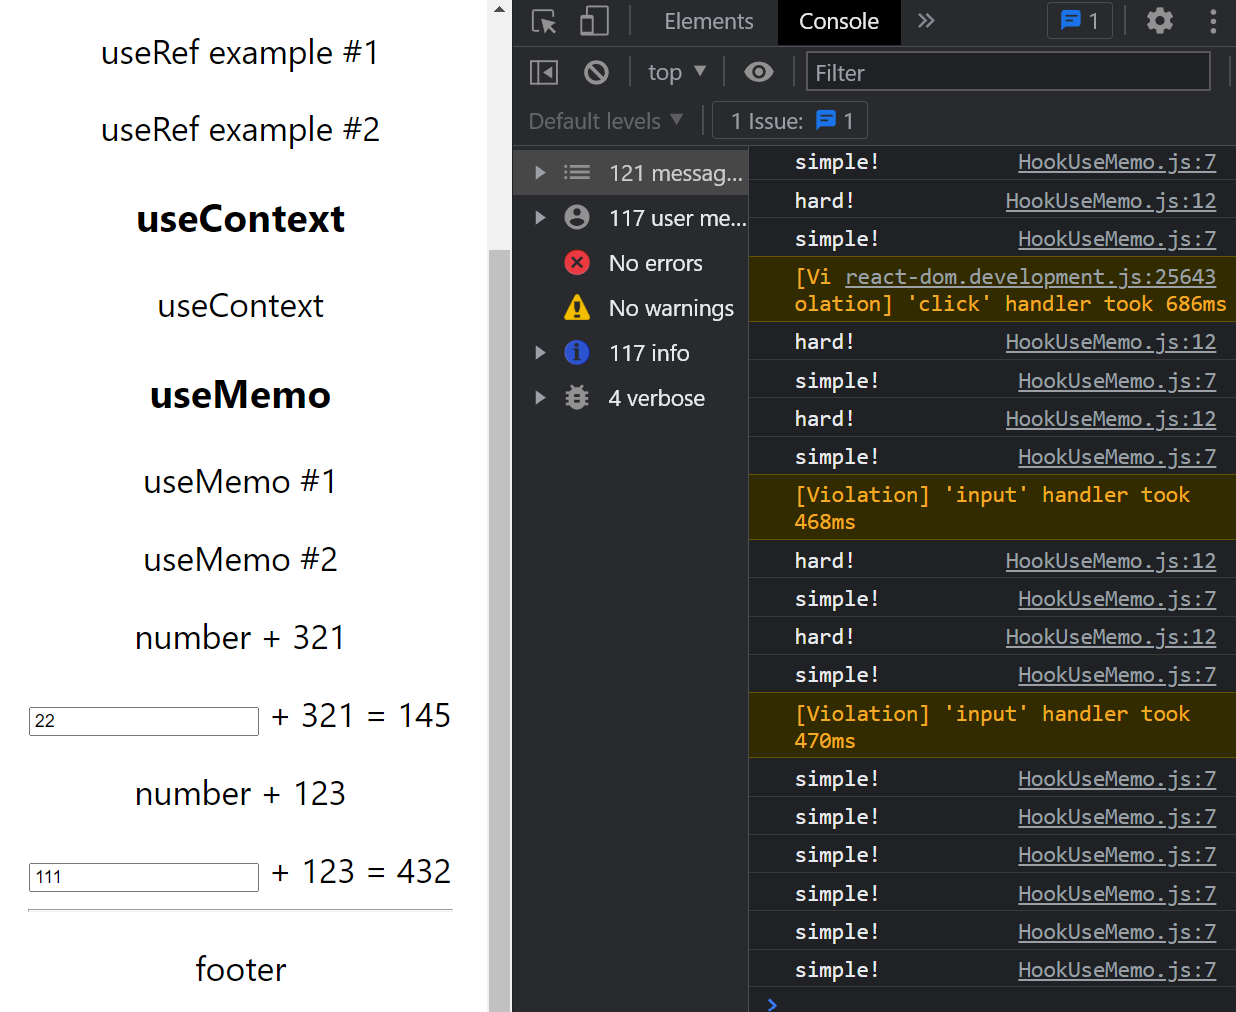 useRef example #1
useRef example #2
useContext
useContext
useMemo
useMemo #1
useMemo #2
number + 321
22 + 321 = 145
number + 123
111 + 123 = 432
footer
Elements Console 1
top Filter
Default levels 1 Issue: 1
121 messag...
117 user me...
No errors
No warnings
117 info
4 verbose
simple! HookUseMemo.js:7
hard! HookUseMemo.js:12
simple! HookUseMemo.js:7
[Vi react-dom.development.js:25643
olation] 'click' handler took 686ms
hard! HookUseMemo.js:12
simple! HookUseMemo.js:7
hard! HookUseMemo.js:12
simple! HookUseMemo.js:7
[Violation] 'input' handler took
468ms
hard! HookUseMemo.js:12
simple! HookUseMemo.js:7
hard! HookUseMemo.js:12
simple! HookUseMemo.js:7
[Violation] 'input' handler took
470ms
simple! HookUseMemo.js:7
simple! HookUseMemo.js:7
simple! HookUseMemo.js:7
simple! HookUseMemo.js:7
simple! HookUseMemo.js:7
simple! HookUseMemo.js:7